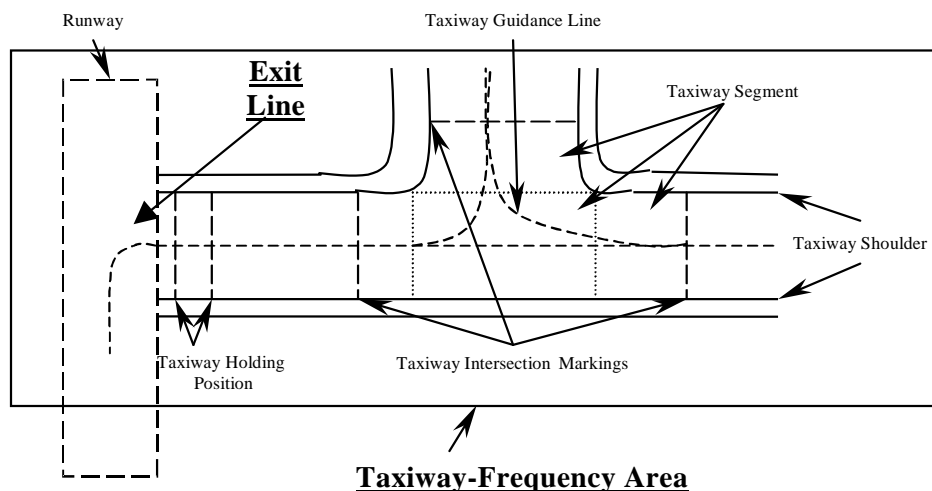 Runway
Taxiway Guidance Line
Exit
Line
Taxiway Segment
Taxiway Shoulder
Taxiway Holding
Position
Taxiway Intersection Markings
Taxiway-Frequency Area